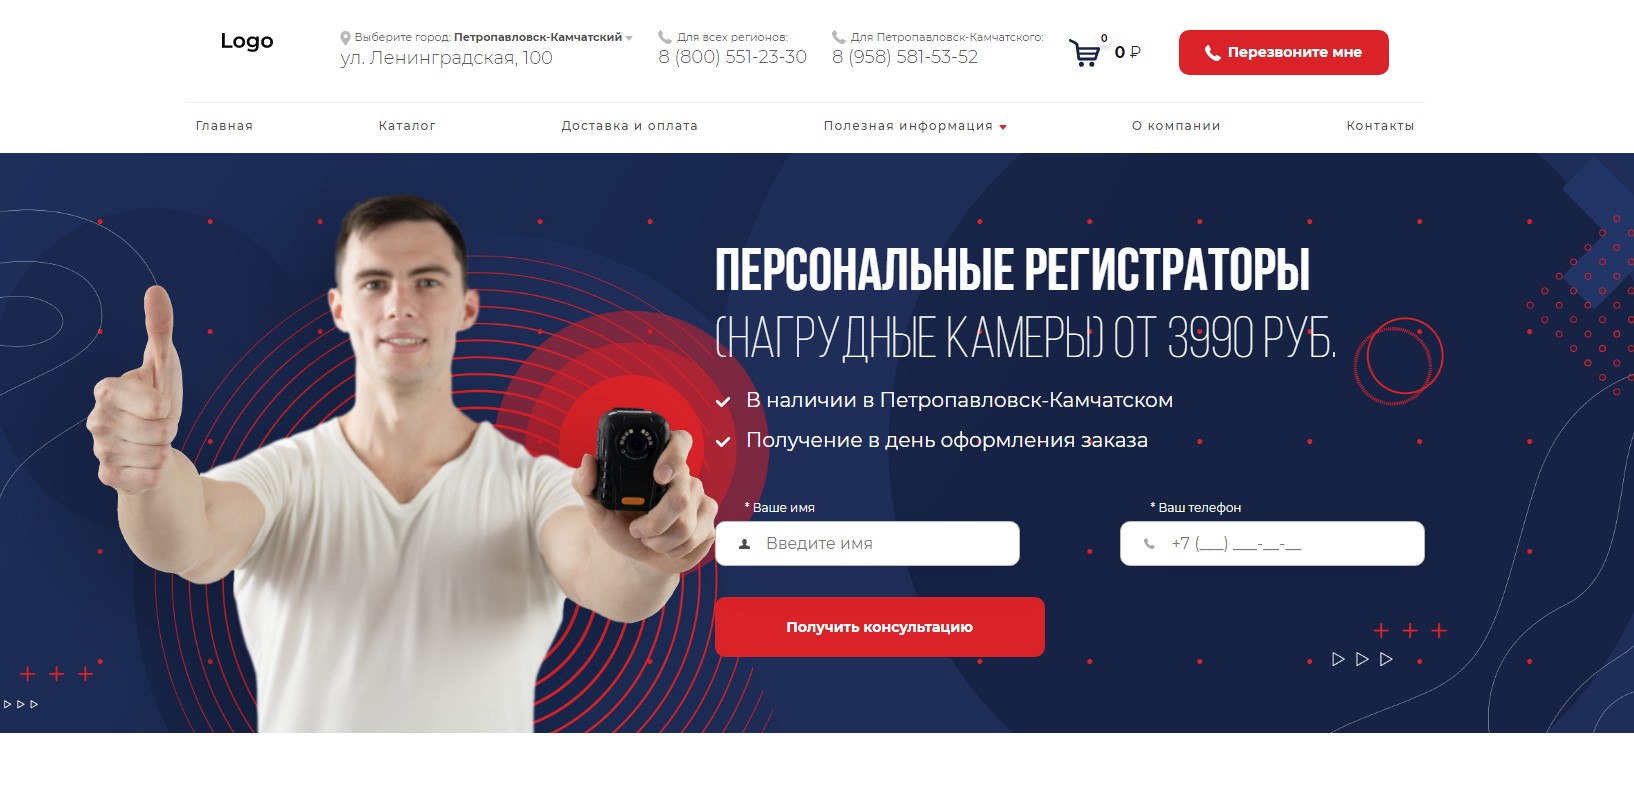 Logo
Выберите город: Петропавловск-Камчатский
ул. Ленинградская, 100
Для всех регионов:
8 (800) 551-23-30
Для Петропавловск-Камчатского:
8 (958) 581-53-52
0
0 ₽
Перезвоните мне
Главная
Каталог
Доставка и оплата
Полезная информация
О компании
Контакты
ПЕРСОНАЛЬНЫЕ РЕГИСТРАТОРЫ
(НАГРУДНЫЕ КАМЕРЫ) ОТ 3990 РУБ.
В наличии в Петропавловск-Камчатском
Получение в день оформления заказа
* Ваше имя
* Ваш телефон
Введите имя
+7 (___) ___-__-__
Получить консультацию